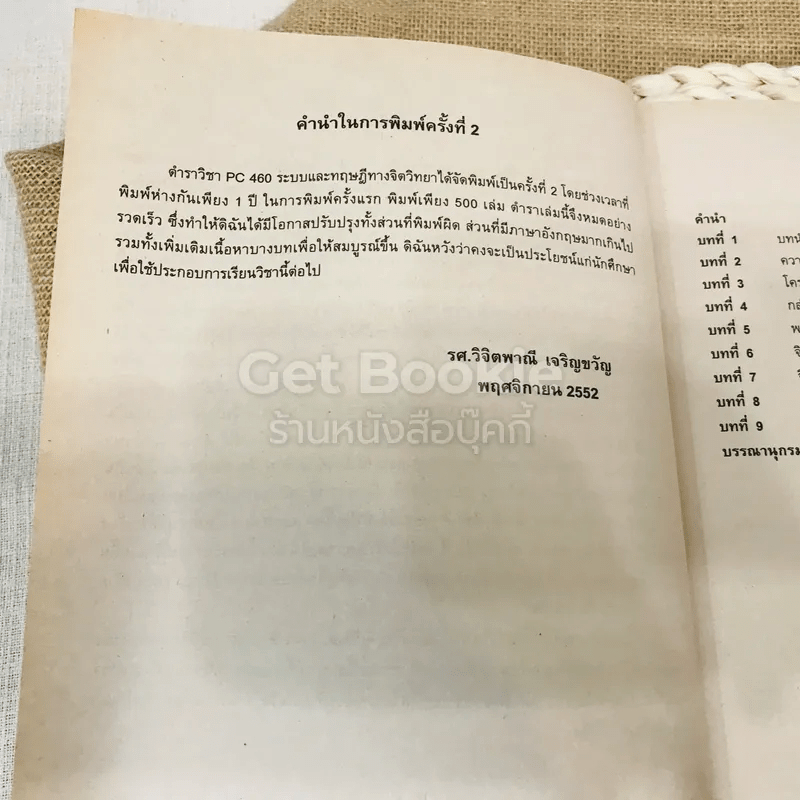 คำนำในการพิมพ์ครั้งที่ 2
ตำราวิชา PC 460 ระบบและทฤษฎีทางจิตวิทยาได้จัดพิมพ์เป็นครั้งที่ 2 โดยช่วงเวลาที่
พิมพ์ห่างกันเพียง 1 ปี ในการพิมพ์ครั้งแรก พิมพ์เพียง 500 เล่ม ตำราเล่มนี้จึงหมดอย่าง
รวดเร็ว ซึ่งทำให้ดิฉันได้มีโอกาสปรับปรุงทั้งส่วนที่พิมพ์ผิด ส่วนที่มีภาษาอังกฤษมากเกินไป
รวมทั้งเพิ่มเติมเนื้อหาบางบทเพื่อให้สมบูรณ์ขึ้น ดิฉันหวังว่าคงจะเป็นประโยชน์แก่นักศึกษา
เพื่อใช้ประกอบการเรียนวิชานี้ต่อไป
รศ.วิจิตพาณี เจริญขวัญ
พฤศจิกายน 2552
Get Bookie
ร้านหนังสือบุ๊คกี้
คำนำ
บทที่ 1
บทที่ 2
บทที่ 3
บทที่ 4
บทที่ 5
บทที่ 6
บทที่ 7
บทที่ 8
บทที่ 9
บรรณานุกรม